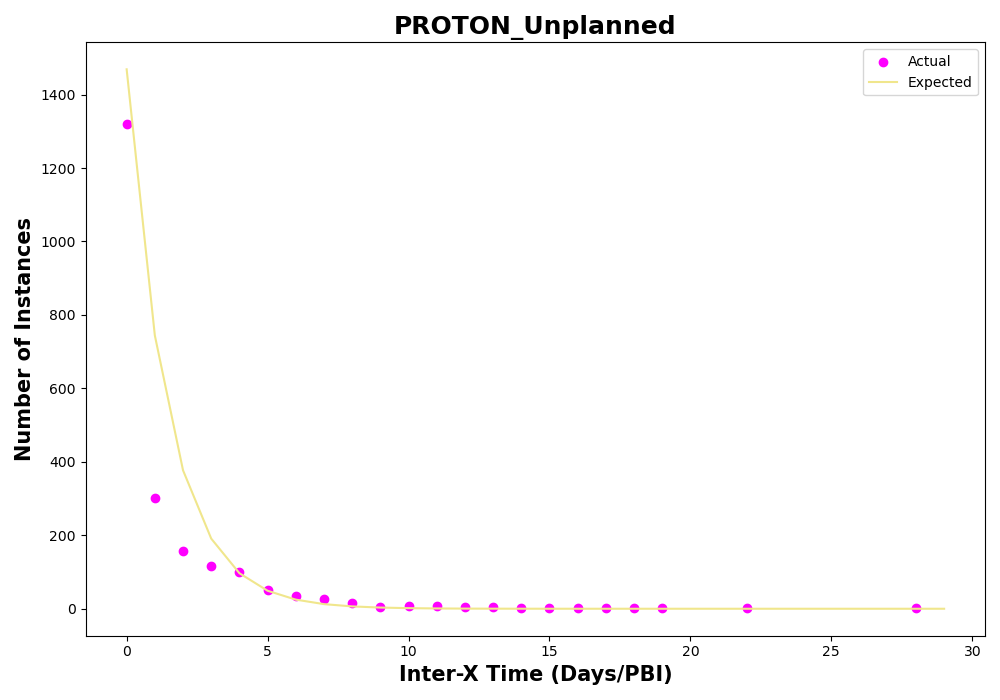 PROTON_Unplanned
Actual
Expected
1400
1200
1000
800
600
400
200
0
Number of Instances
0 5 10 15 20 25 30
Inter-X Time (Days/PBI)